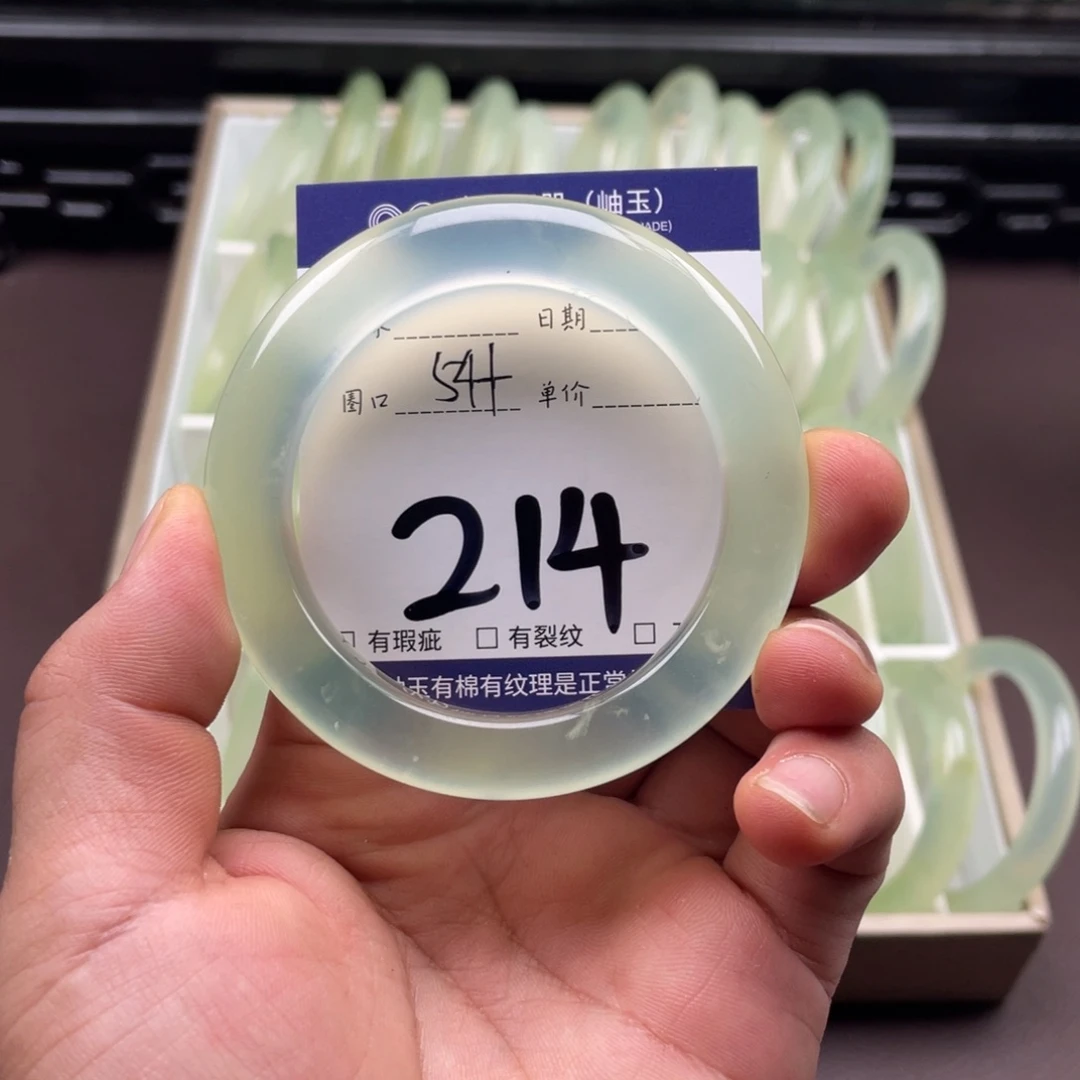 （岫玉）
JADE)
日期
圈口 54 单价
214
□ 有瑕疵 □ 有裂纹 □
玉有棉有纹理是正常